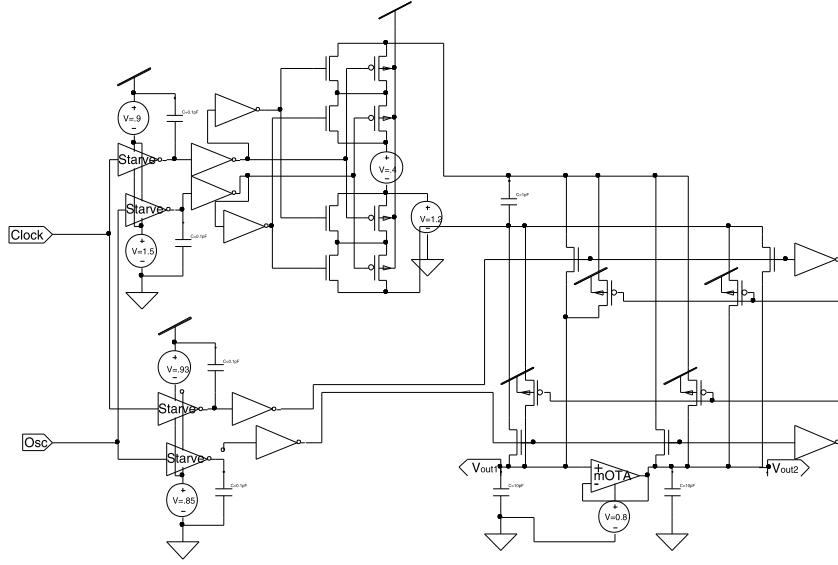 V=.9
C=0.1pF
Starve
V=.4
Starve
C=1pF
V=1.2
Clock
C=0.1pF
V=1.5
V=.93
C=0.1pF
Starve
Osc
Starve
Vout1
mOTA
Vout2
C=0.1pF
C=10pF
C=10pF
V=.85
V=0.8